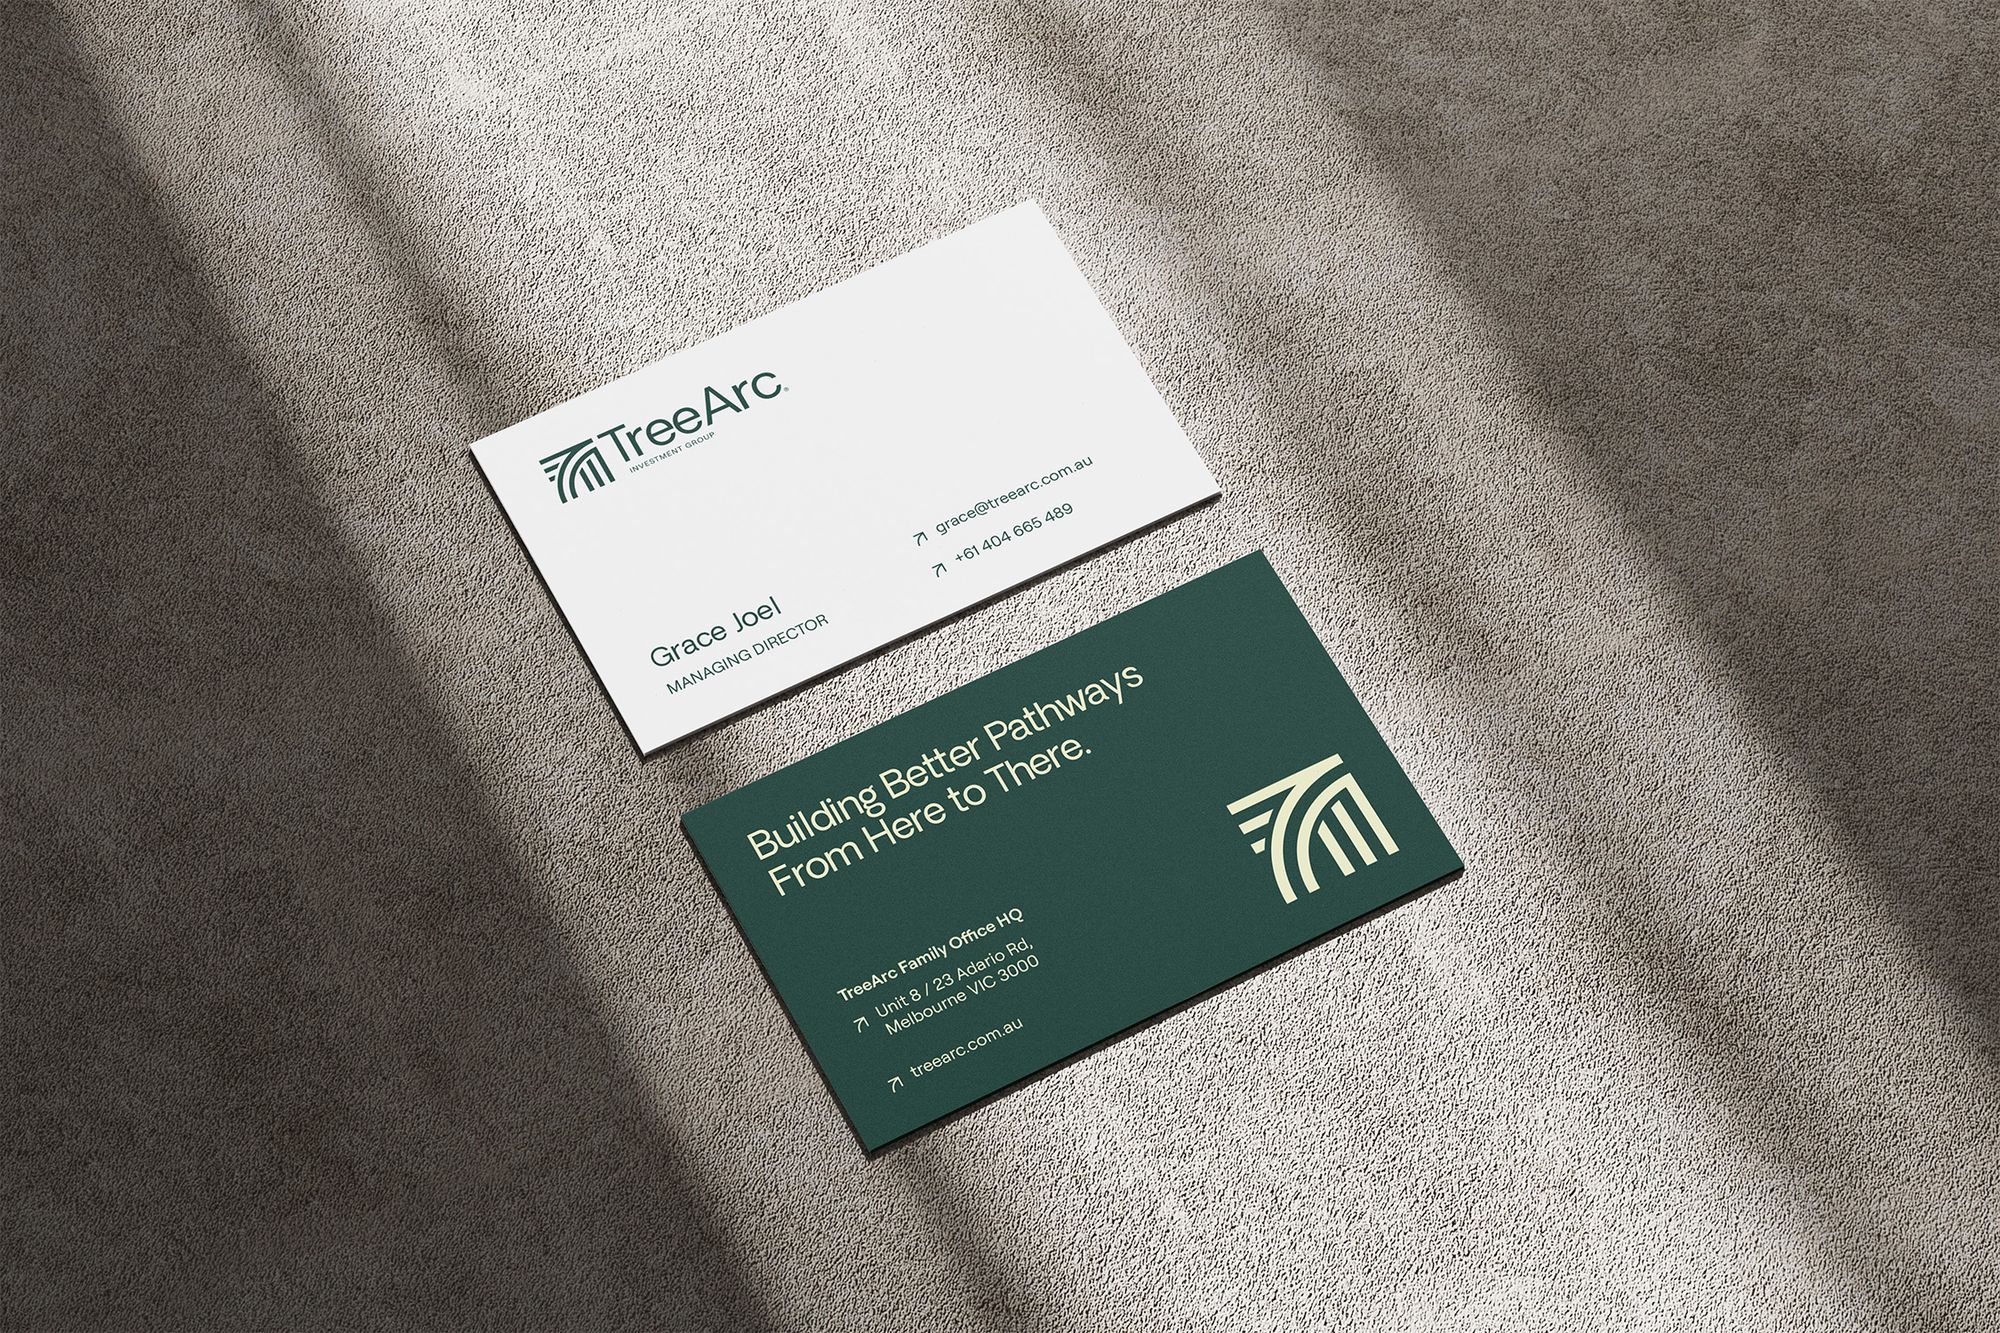 TreeArc®
INVESTMENT GROUP
grace@treearc.com.au
+61 404 665 489
Grace Joel
MANAGING DIRECTOR
Building Better Pathways
From Here to There.
TreeArc Family Office HQ
Unit 8 / 23 Adario Rd,
Melbourne VIC 3000
treearc.com.au